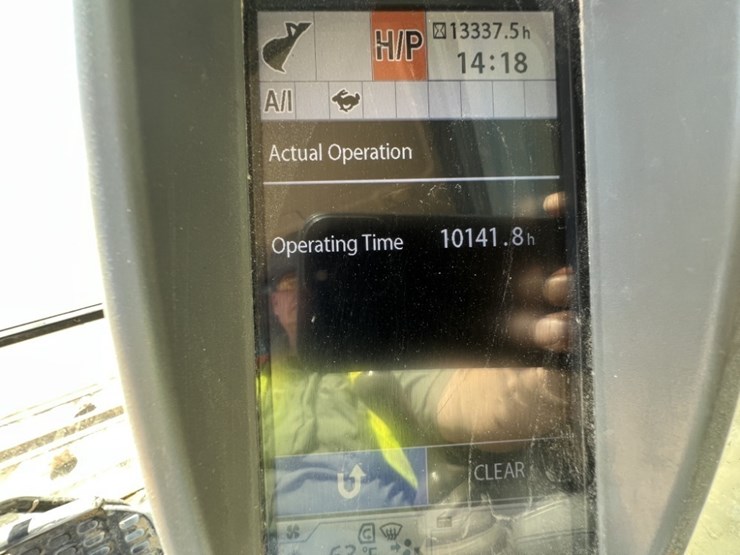 H/P 13337.5h
14:18
A/I
Actual Operation
Operating Time 10141.8h
CLEAR